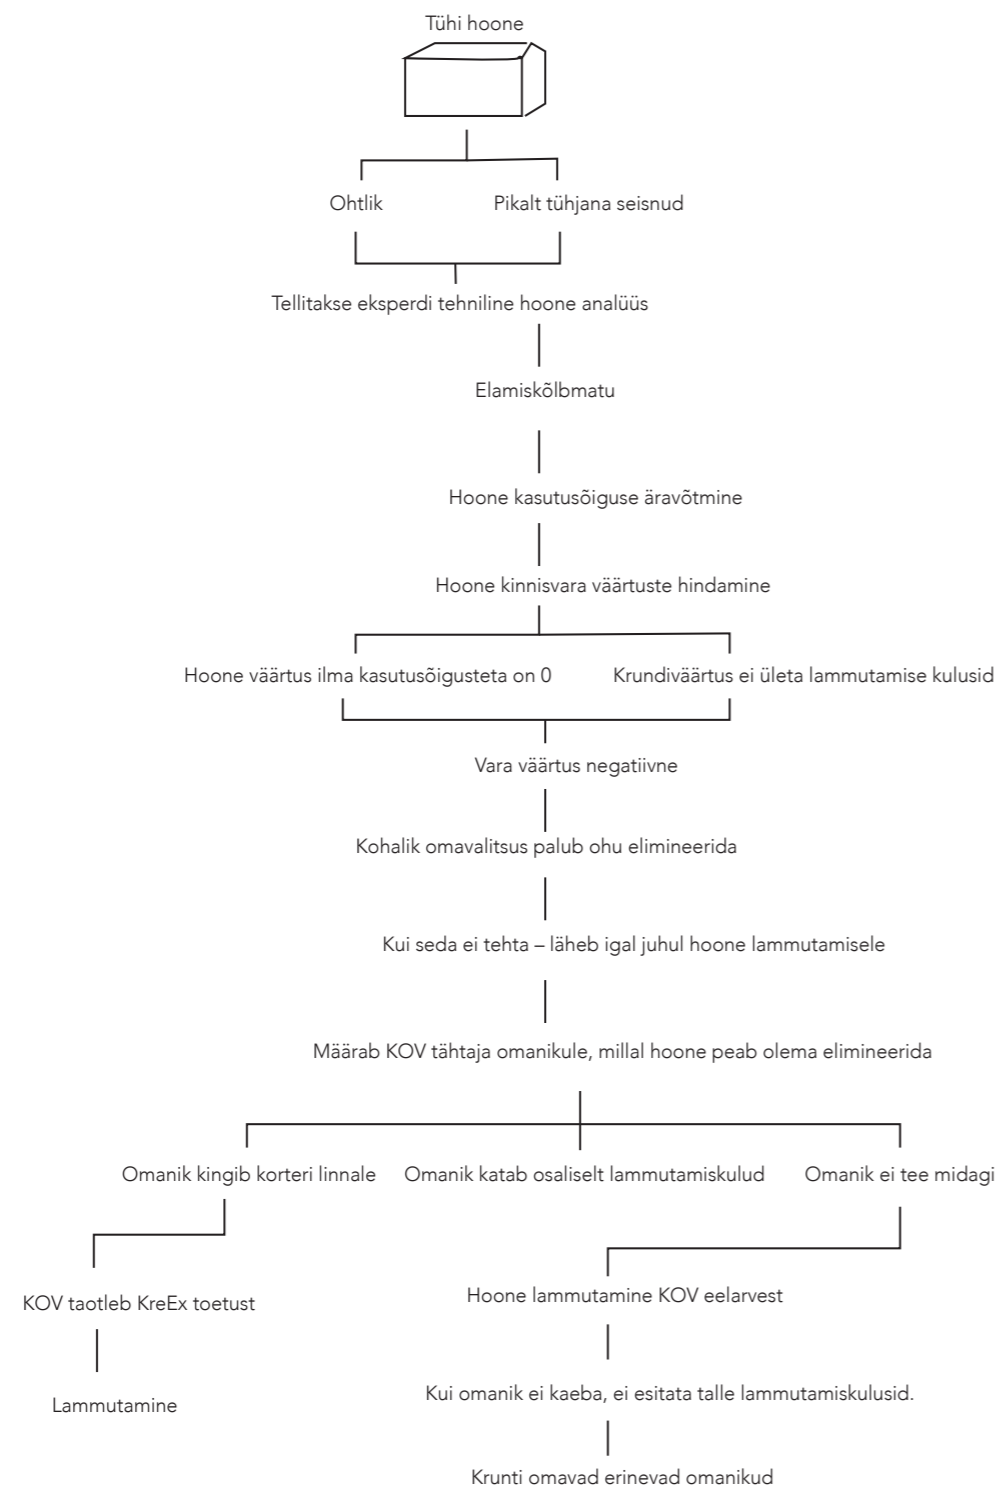 Tühi hoone
Ohtlik
Pikalt tühjana seisnud
Tellitakse eksperdi tehniline hoone analüüs
Elamiskõlbmatu
Hoone kasutusõiguse äravõtmine
Hoone kinnisvara väärtuste hindamine
Hoone väärtus ilma kasutusõigusteta on 0
Krundiväärtus ei ületa lammutamise kulusid
Vara väärtus negatiivne
Kohalik omavalitsus palub ohu elimineerida
Kui seda ei tehta – läheb igal juhul hoone lammutamisele
Määrab KOV tähtaja omanikule, millal hoone peab olema elimineerida
Omanik kingib korteri linnale
Omanik katab osaliselt lammutamiskulud
Omanik ei tee midagi
KOV taotleb KreEx toetust
Hoone lammutamine KOV eelarvest
Lammutamine
Kui omanik ei kaeba, ei esitata talle lammutamiskulusid.
Krunti omavad erinevad omanikud